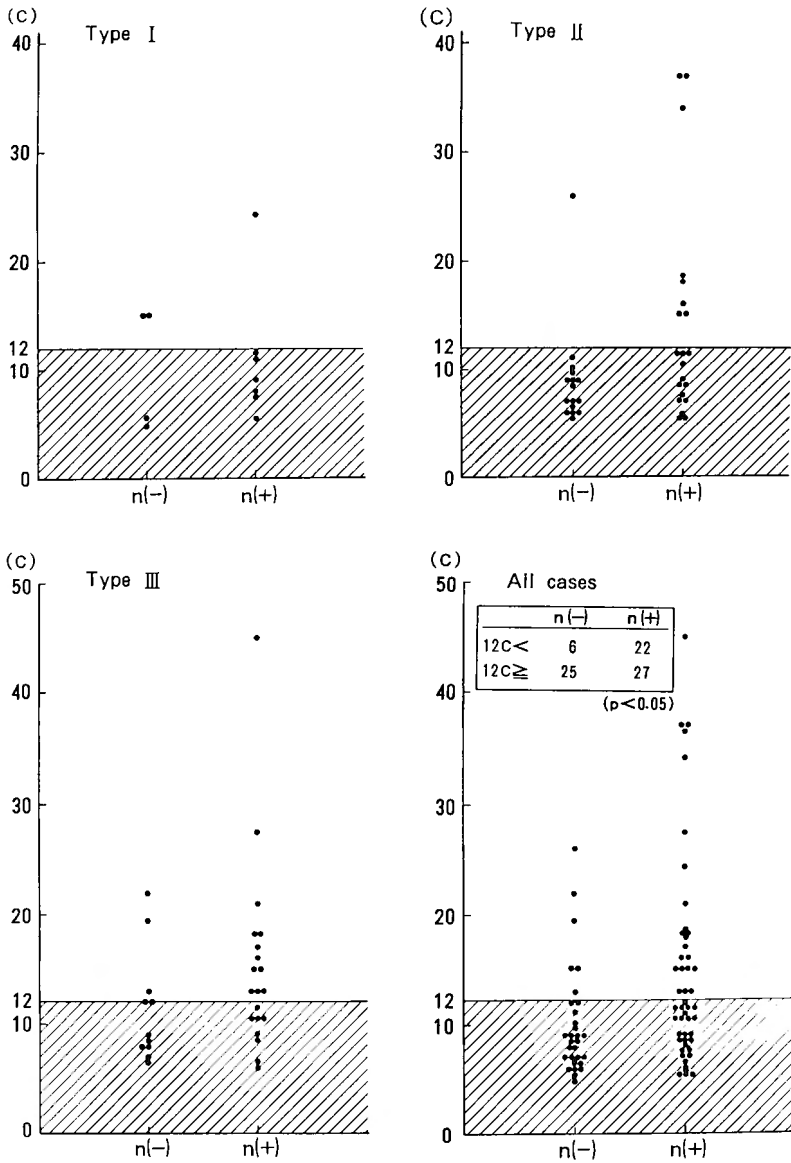 (C)
Type Ⅰ
40
30
20
12
10
0
n(−)
n(+)
(C)
Type Ⅱ
40
30
20
12
10
0
n(−)
n(+)
(C)
Type Ⅲ
50
40
30
20
12
10
0
n(−)
n(+)
(C)
All cases
50
n(−) n(+)
12C< 6 22
12C≧ 25 27
(p<0.05)
40
30
20
12
10
0
n(−)
n(+)